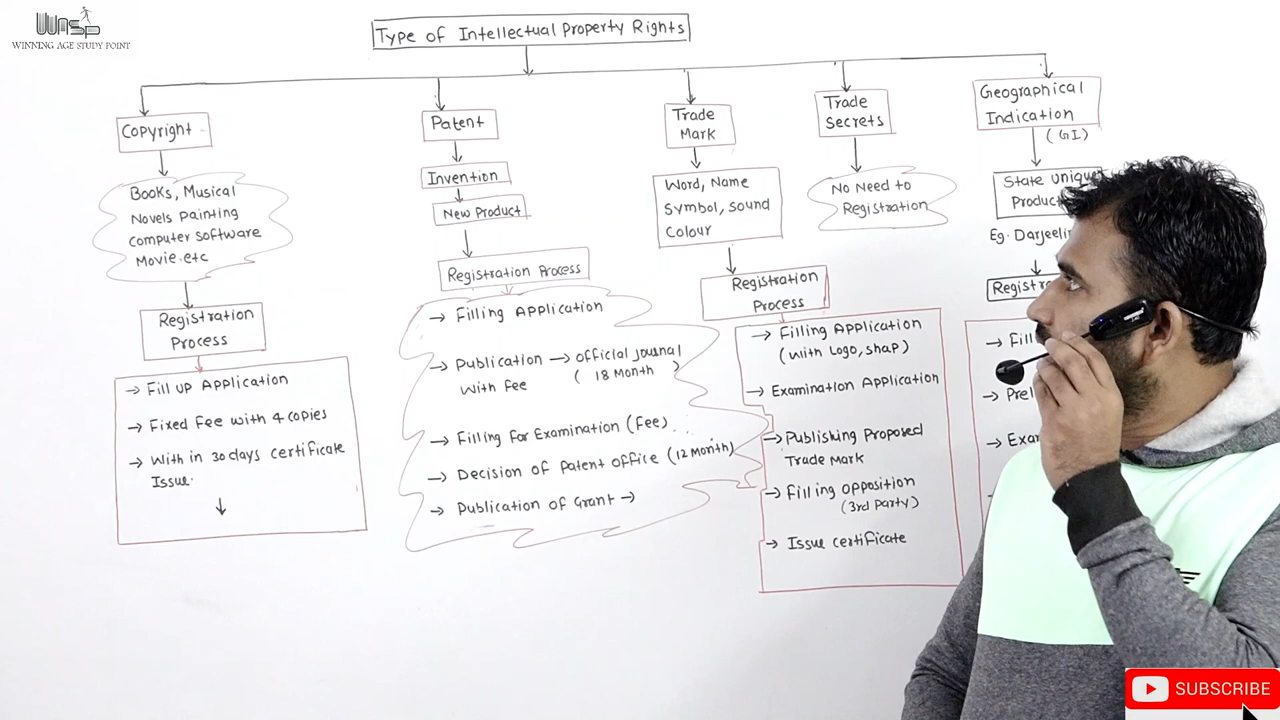 WASP
WINNING AGE STUDY POINT
Type of Intellectual Property Rights
Copyright
Books, Musical
Novels painting
Computer software
Movie.etc
Registration
Process
→ Fill up Application
→ Fixed Fee with 4 copies
→ With in 30 days certificate
Issue.
Patent
Invention
New Product
Registration Process
→ Filling Application
→ Publication → official Journal
With fee ( 18 Month )
→ Filling for Examination (Fee)
→ Decision of Patent office (12 Month)
→ Publication of Grant →
Trade
Mark
Word, Name
Symbol, sound
Colour
Registration
Process
→ Filling Application
(With Logo, Shap)
→ Examination Application
→ Publishing Proposed
Trade Mark
→ Filling opposition
(3rd Party)
→ Issue certificate
Trade
Secrets
No Need to
Registration
Geographical
Indication
(GI)
State unique
Eg.
SUBSCRIBE